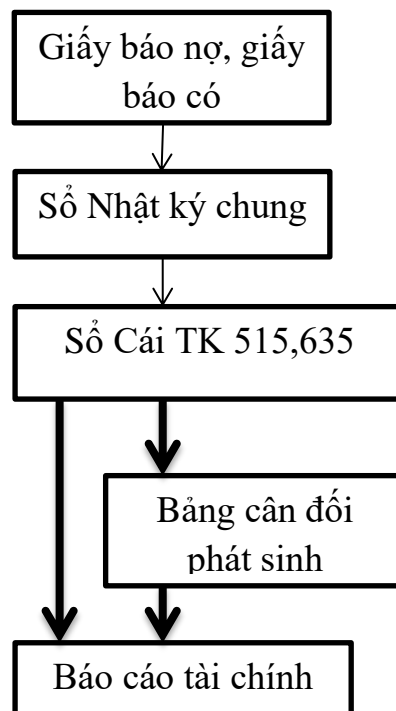 Giấy báo nợ, giấy
báo có
Sổ Nhật ký chung
Sổ Cái TK 515,635
Bảng cân đối
phát sinh
Báo cáo tài chính